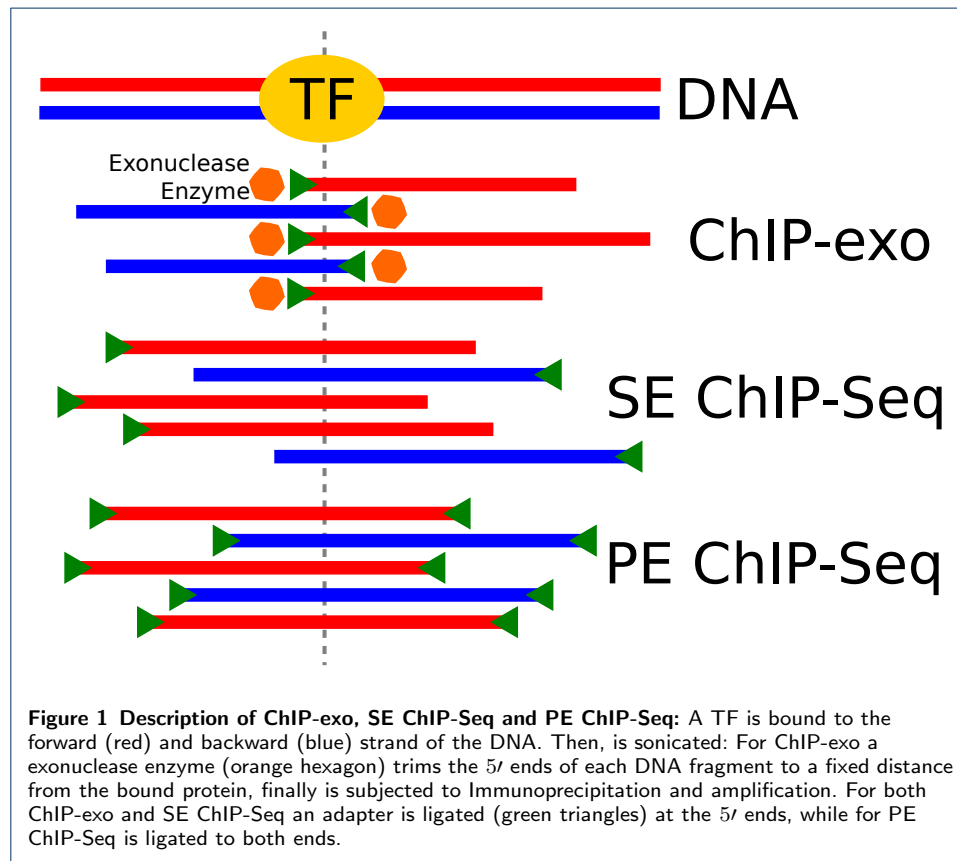 TF
DNA
Exonuclease
Enzyme
ChIP-exo
SE ChIP-Seq
PE ChIP-Seq
Figure 1 Description of ChIP-exo, SE ChIP-Seq and PE ChIP-Seq: A TF is bound to the
forward (red) and backward (blue) strand of the DNA. Then, is sonicated: For ChIP-exo a
exonuclease enzyme (orange hexagon) trims the 5′ ends of each DNA fragment to a fixed distance
from the bound protein, finally is subjected to Immunoprecipitation and amplification. For both
ChIP-exo and SE ChIP-Seq an adapter is ligated (green triangles) at the 5′ ends, while for PE
ChIP-Seq is ligated to both ends.